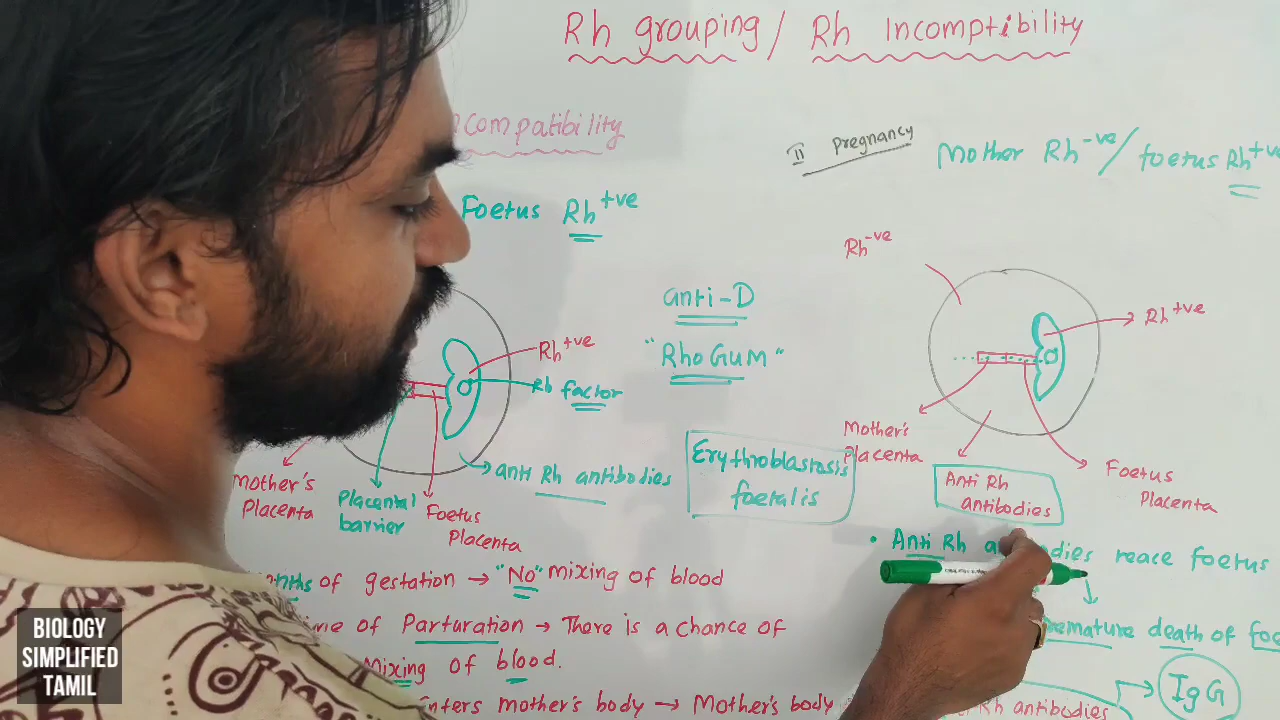 Rh grouping/ Rh Incomptibility
compatibility
Foetus Rh+ve
Rh+ve
Rh factor
anti Rh antibodies
Mother's
Placenta
Placental
barrier
Foetus
Placenta
anti-D
"RhoGUM"
Erythroblastosis
foetalis
of gestation → "No" mixing of blood
of Parturation → There is a chance of
Mixing of blood.
enters mother's body → Mother's body
II pregnancy
Mother Rh-ve/ foetus Rh+ve
Rh-ve
Rh+ve
Mother's
Placenta
Anti Rh
antibodies
Foetus
Placenta
• Anti Rh reace foetus
Premature death of
Rh antibodies
IgG
BIOLOGY
SIMPLIFIED
TAMIL